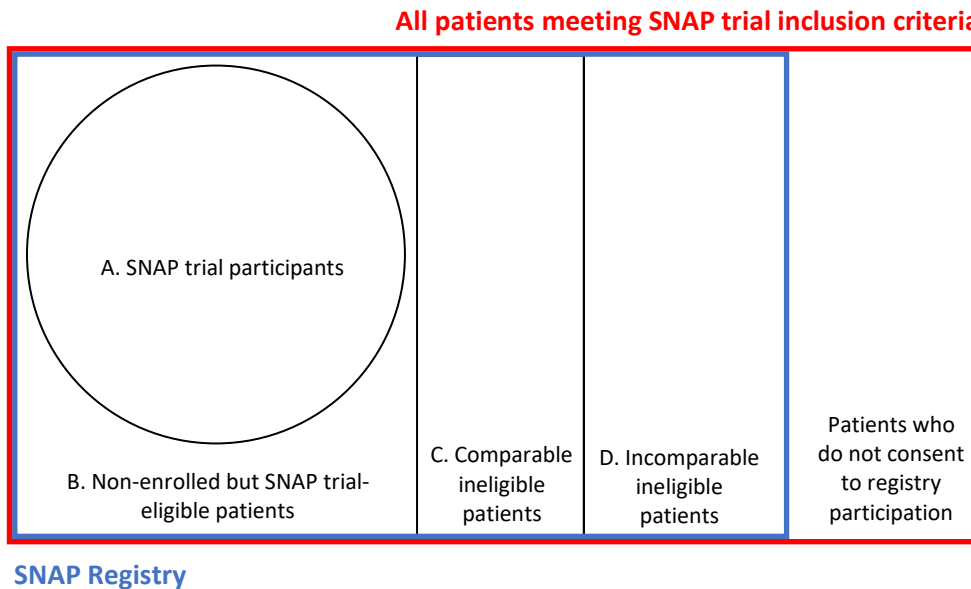 All patients meeting SNAP trial inclusion criteria
A. SNAP trial participants
B. Non-enrolled but SNAP trial-
eligible patients
C. Comparable
ineligible
patients
D. Incomparable
ineligible
patients
Patients who
do not consent
to registry
participation
SNAP Registry